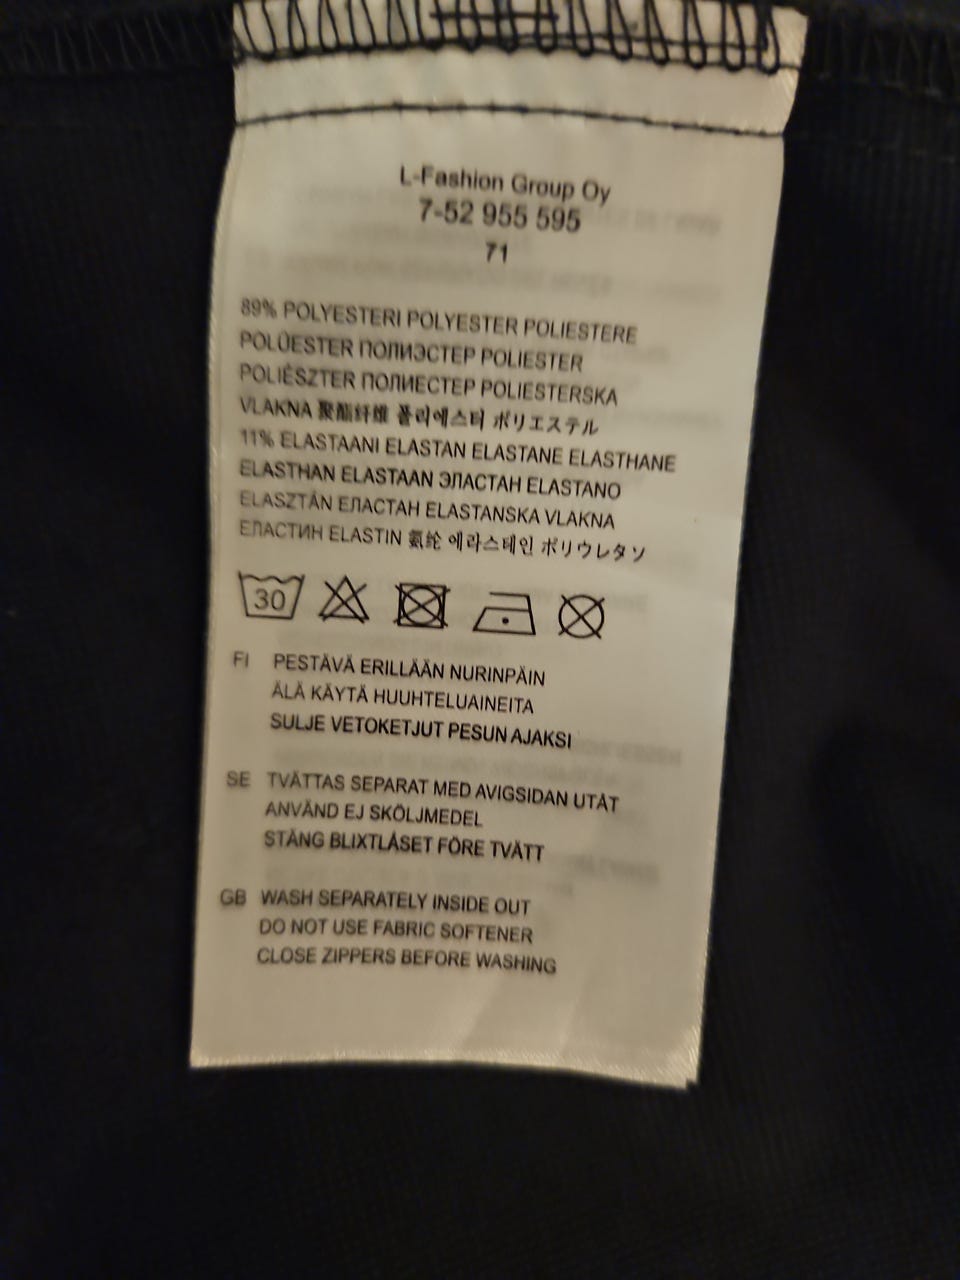 L-Fashion Group Oy
7-52 955 595
71
89% POLYESTERI POLYESTER POLIESTERE
POLÜESTER ПОЛИЭСТЕР POLIESTER
POLIÉSZTER ПОЛИЕСТЕР POLIESTERSKA
VLAKNA 聚酯纤维 폴리에스터 ポリエステル
11% ELASTAANI ELASTAN ELASTANE ELASTHANE
ELASTHAN ELASTAAN ЭЛАСТАН ELASTANO
ELASZTÁN ЕЛАСТАН ELASTANSKA VLAKNA
ЕЛАСТИН ELASTIN 氨纶 에라스테인 ポリウレタン
30
FI PESTÄVÄ ERILLÄÄN NURINPÄIN
ÄLÄ KÄYTÄ HUUHTELUAINEITA
SULJE VETOKETJUT PESUN AJAKSI
SE TVÄTTAS SEPARAT MED AVIGSIDAN UTÅT
ANVÄND EJ SKÖLJMEDEL
STÄNG BLIXTLÅSET FÖRE TVÄTT
GB WASH SEPARATELY INSIDE OUT
DO NOT USE FABRIC SOFTENER
CLOSE ZIPPERS BEFORE WASHING